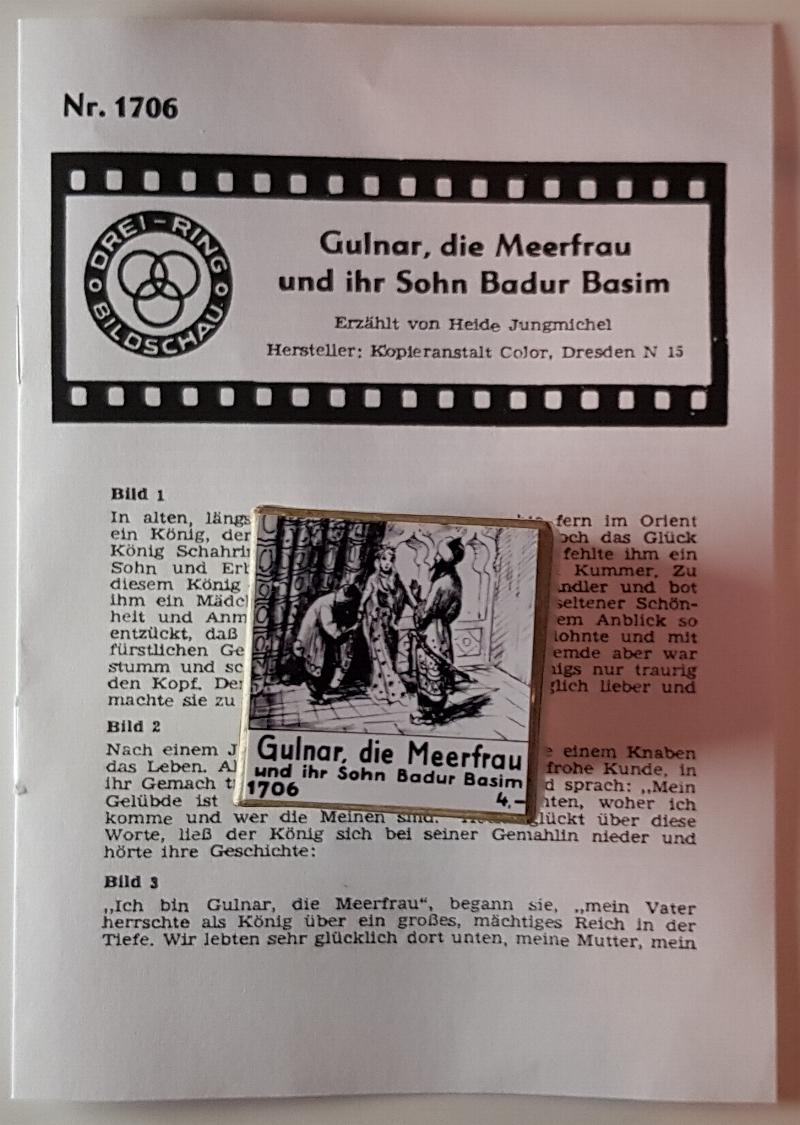 Nr. 1706
DREI-RING
BILDSCHAU
Gulnar, die Meerfrau
und ihr Sohn Badur Basim
Erzählt von Heide Jungmichel
Hersteller: Kopieranstalt Color, Dresden N 15
Bild 1
In alten, längs fern im Orient
ein König, der och das Glück
König Schahri fehlte ihm ein
Sohn und Er Kummer. Zu
diesem König ndler und bot
ihm ein Mädc seltener Schön-
heit und Anm em Anblick so
entzückt, daß lohnte und mit
fürstlichen Ge emde aber war
stumm und sc igs nur traurig
den Kopf. De glich lieber und
machte sie zu
Bild 2
Nach einem J einem Knaben
das Leben. Al frohe Kunde, in
ihr Gemach t d sprach: „Mein
Gelübde ist hten, woher ich
komme und wer die Meinen sind. glückt über diese
Worte, ließ der König sich bei seiner Gemahlin nieder und
hörte ihre Geschichte:
Bild 3
„Ich bin Gulnar, die Meerfrau“, begann sie, „mein Vater
herrschte als König über ein großes, mächtiges Reich in der
Tiefe. Wir lebten sehr glücklich dort unten, meine Mutter, mein
Gulnar, die Meerfrau
und ihr Sohn Badur Basim
1706 4,–